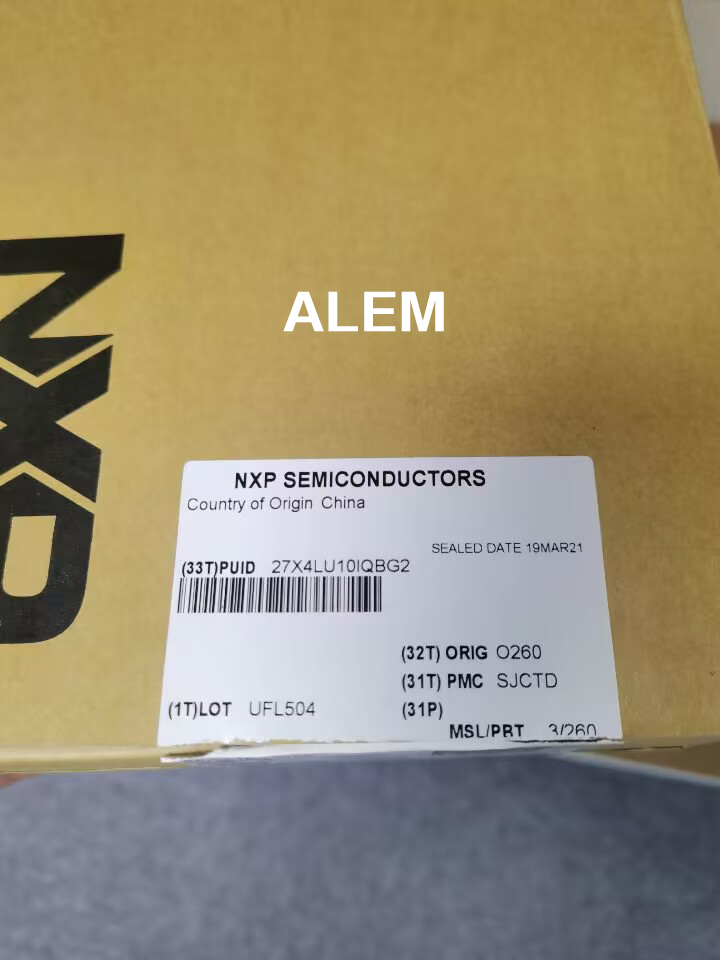 NXP
ALEM
NXP SEMICONDUCTORS
Country of Origin China
SEALED DATE 19MAR21
(33T)PUID 27X4LU10IQBG2
(32T) ORIG O260
(31T) PMC SJCTD
(1T)LOT UFL504
(31P)
MSL/PBT 3/260